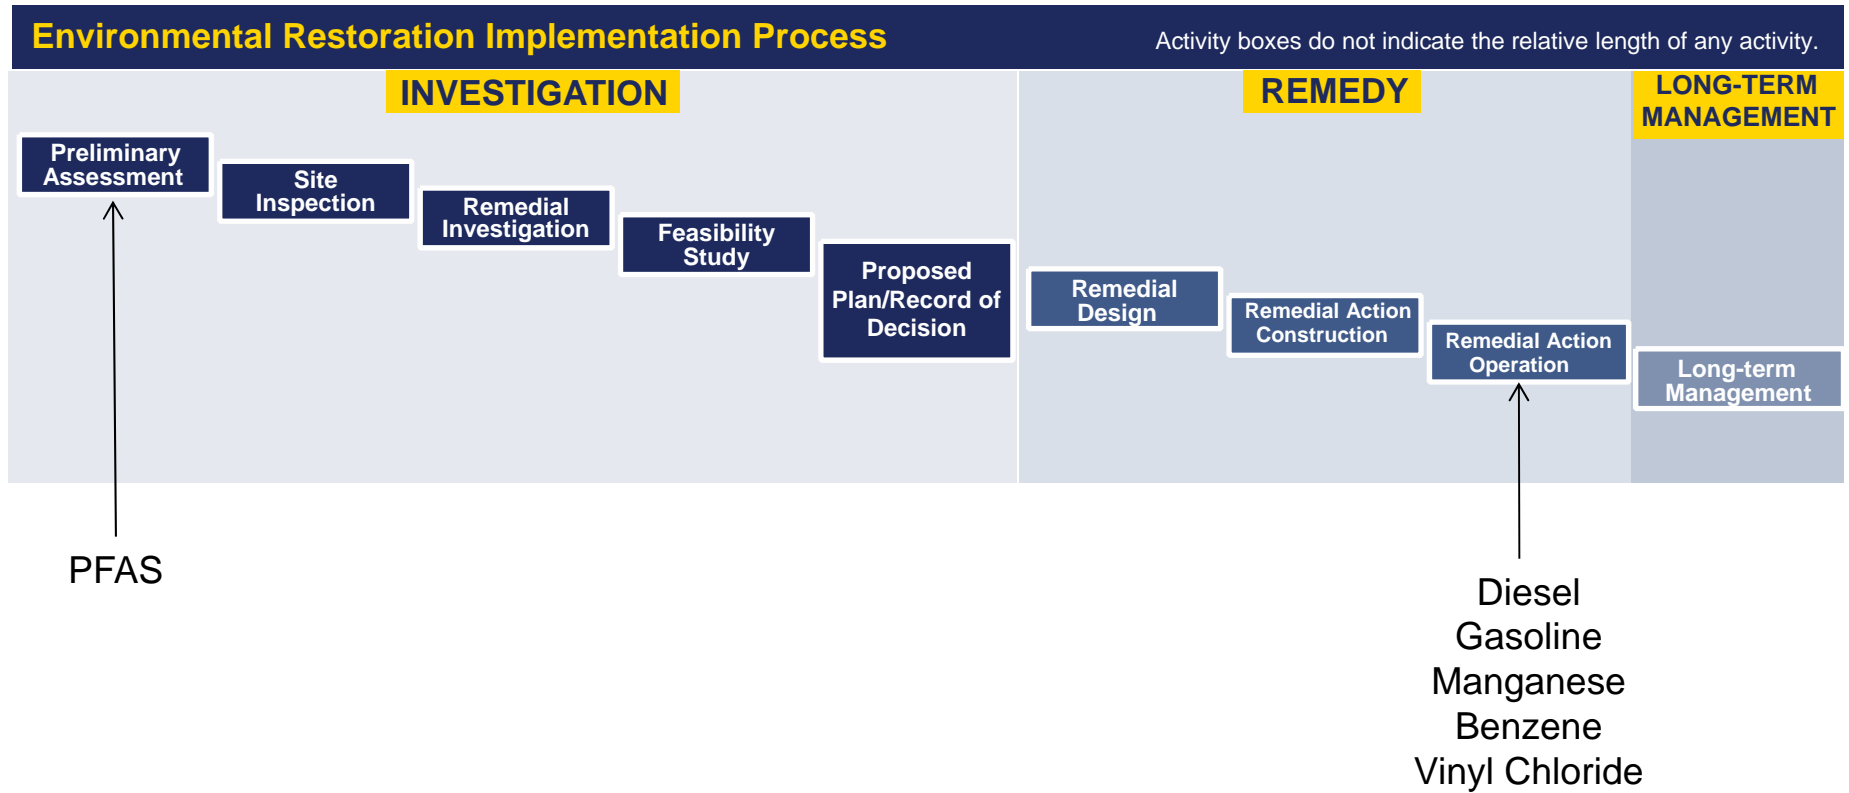 Environmental Restoration Implementation Process
Activity boxes do not indicate the relative length of any activity.
INVESTIGATION
REMEDY
LONG-TERM
MANAGEMENT
Preliminary
Assessment
Site
Inspection
Remedial
Investigation
Feasibility
Study
Proposed
Plan/Record of
Decision
Remedial
Design
Remedial Action
Construction
Remedial Action
Operation
Long-term
Management
PFAS
Diesel
Gasoline
Manganese
Benzene
Vinyl Chloride